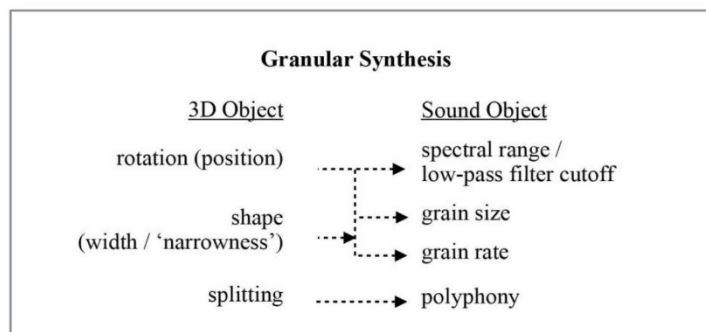 Granular Synthesis
3D Object
Sound Object
rotation (position)
spectral range /
low-pass filter cutoff
shape
(width / ‘narrowness’)
grain size
grain rate
splitting
polyphony